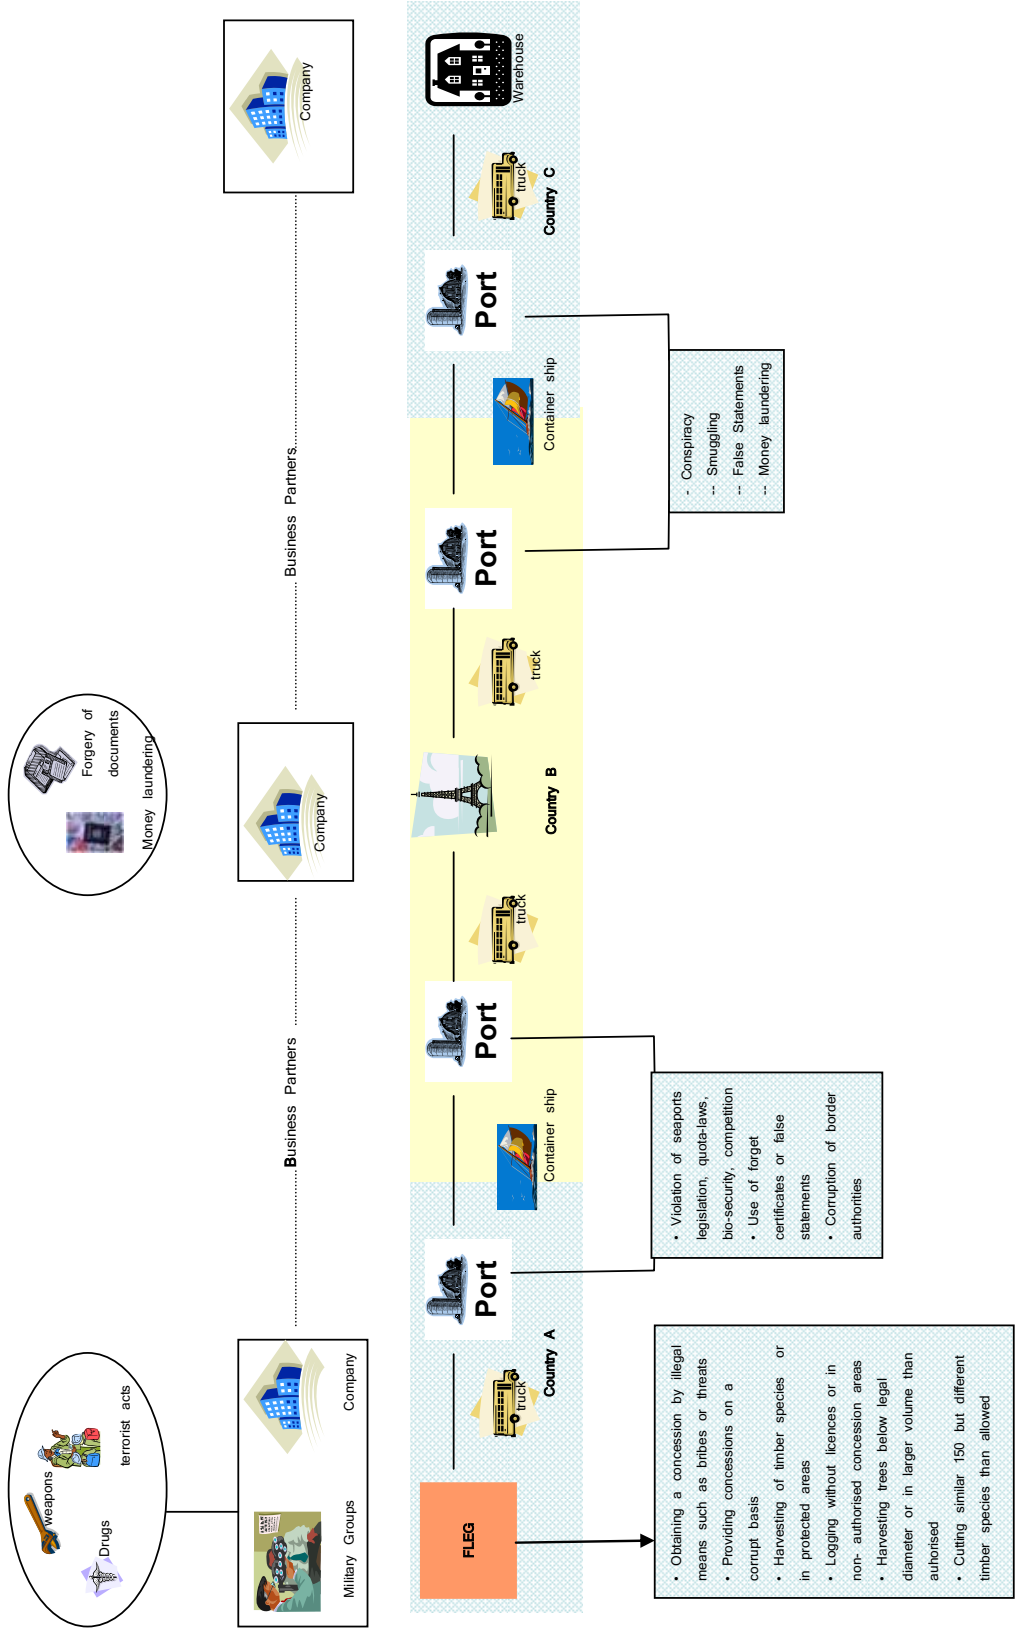 weapons
Drugs
terrorist acts
Forgery of
documents
Money laundering
Military Groups
Company
Business Partners
Company
Business Partners
Company
FLEG
truck
Country A
Port
Container ship
Port
truck
Country B
truck
Port
Container ship
Port
truck
Country C
Warehouse
• Obtaining a concession by illegal
means such as bribes or threats
• Providing concessions on a
corrupt basis
• Harvesting of timber species or
in protected areas
• Logging without licences or in
non- authorised concession areas
• Harvesting trees below legal
diameter or in larger volume than
auhorised
• Cutting similar 150 but different
timber species than allowed
• Violation of seaports
legislation, quota-laws,
bio-security, competition
• Use of forget
certificates or false
statements
• Corruption of border
authorities
- Conspiracy
-- Smuggling
-- False Statements
-- Money laundering